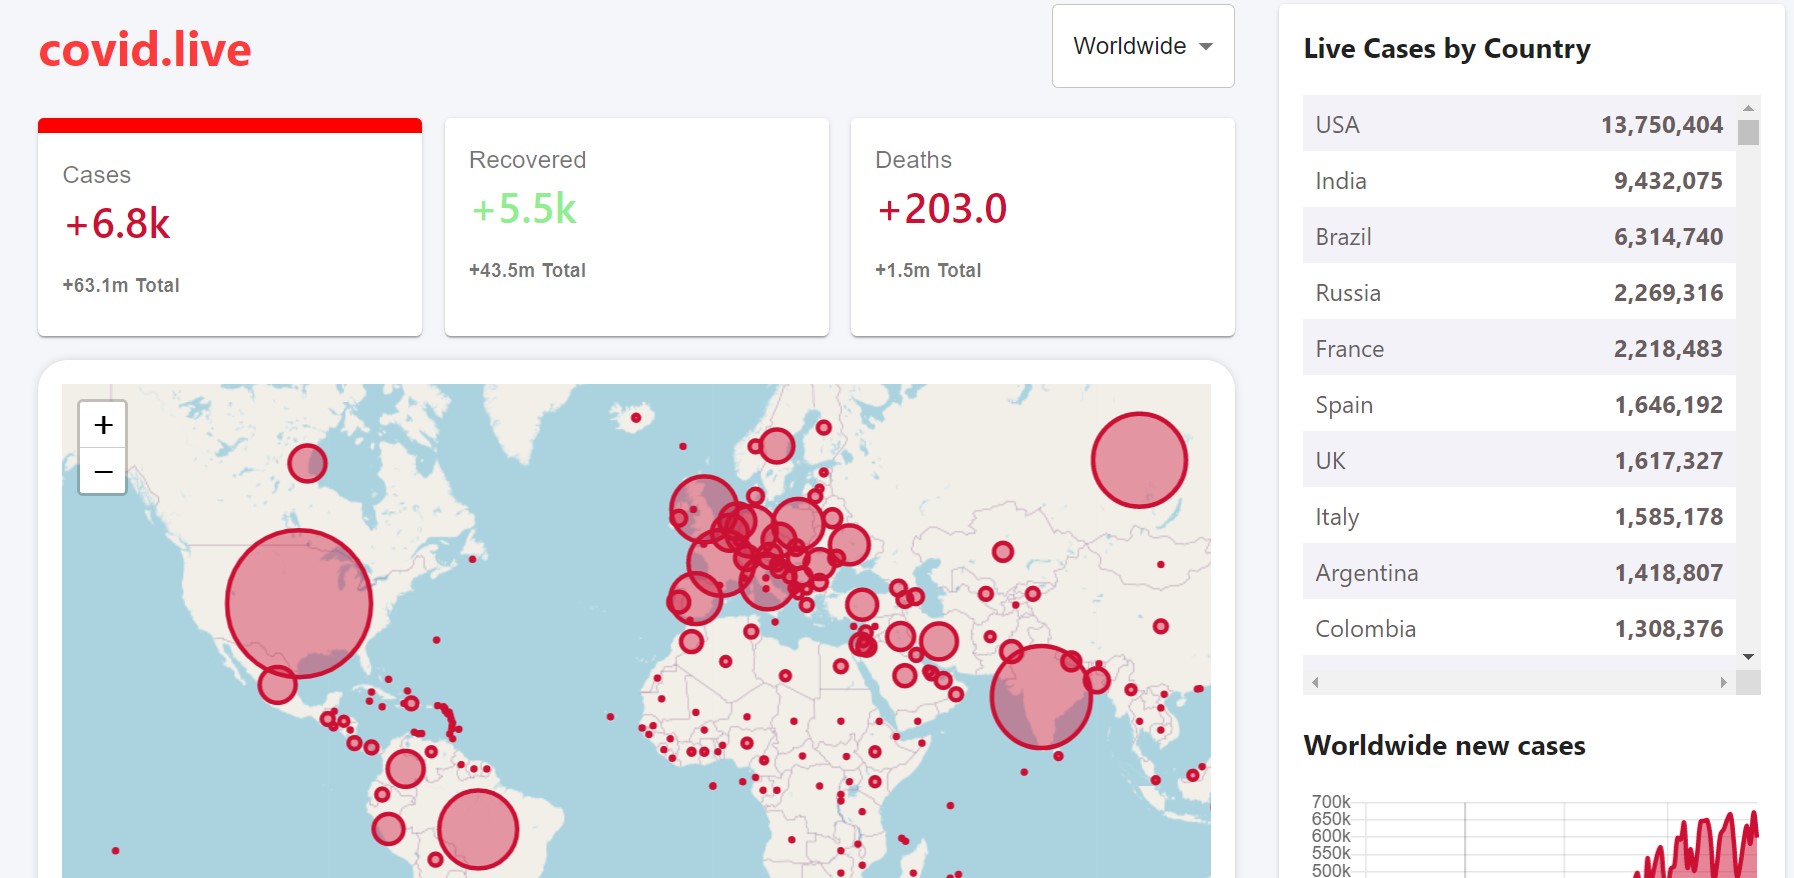 covid.live
Worldwide
Cases
+6.8k
+63.1m Total
Recovered
+5.5k
+43.5m Total
Deaths
+203.0
+1.5m Total
+
−
Live Cases by Country
USA 13,750,404
India 9,432,075
Brazil 6,314,740
Russia 2,269,316
France 2,218,483
Spain 1,646,192
UK 1,617,327
Italy 1,585,178
Argentina 1,418,807
Colombia 1,308,376
Worldwide new cases
700k
650k
600k
550k
500k